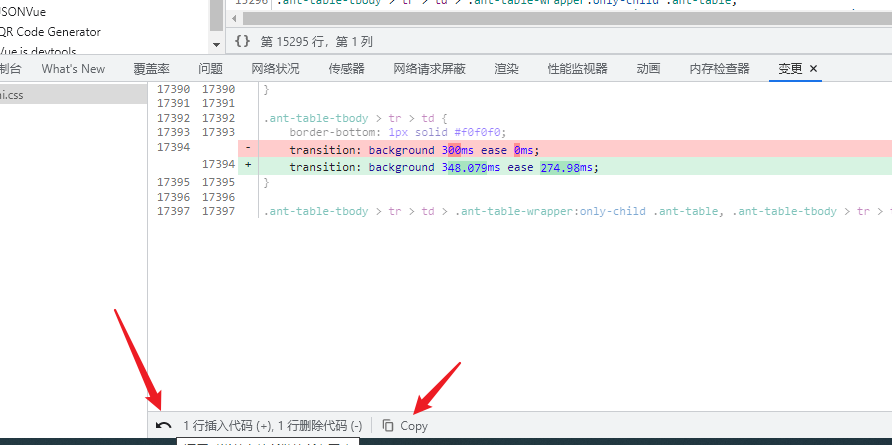 JSONVue
QR Code Generator
Vue.js devtools
15296 .ant-table-tbody > tr > td > .ant-table-wrapper:only-child .ant-table,
{} 第 15295 行，第 1 列
制台 What's New 覆盖率 问题 网络状况 传感器 网络请求屏蔽 渲染 性能监视器 动画 内存检查器 变更 ×
ni.css
17390 17390 }
17391 17391
17392 17392 .ant-table-tbody > tr > td {
17393 17393 border-bottom: 1px solid #f0f0f0;
17394 - transition: background 300ms ease 0ms;
17394 + transition: background 348.079ms ease 274.98ms;
17395 17395 }
17396 17396
17397 17397 .ant-table-tbody > tr > td > .ant-table-wrapper:only-child .ant-table, .ant-table-tbody > tr >
1 行插入代码 (+), 1 行删除代码 (-) Copy